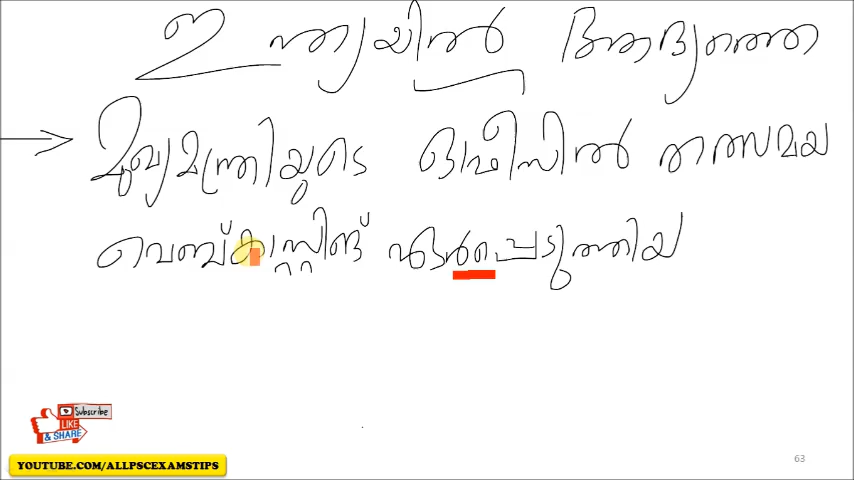 ഇന്ത്യയിൽ ആദ്യത്തെ
മുഖ്യമന്ത്രിയുടെ ഓഫീസിൽ തത്സമയ
വെബ്കാസ്റ്റിങ് ഏർപ്പെടുത്തിയ
Subscribe
LIKE
& SHARE
YOUTUBE.COM/ALLPSCEXAMSTIPS
63